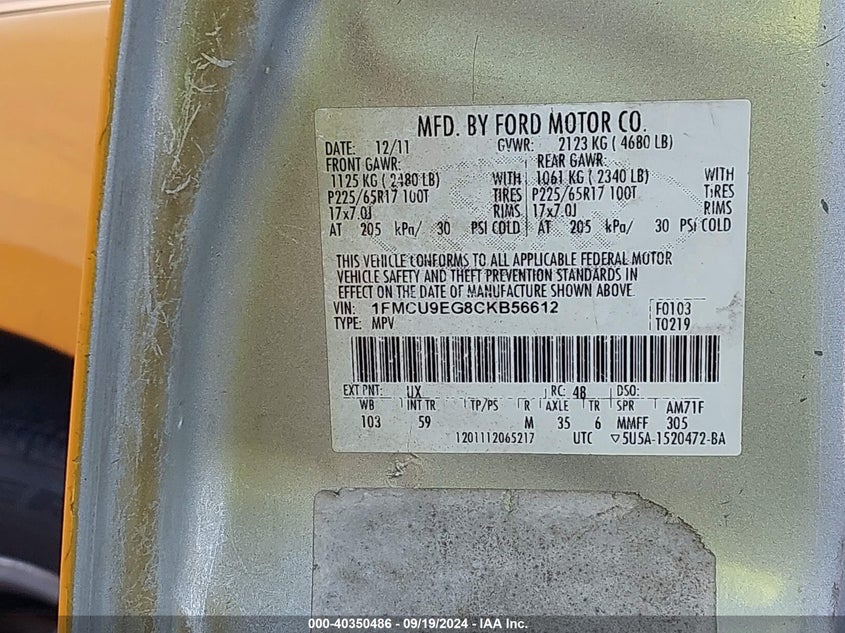 MFD. BY FORD MOTOR CO.
DATE: 12/11 GVWR: 2123 KG ( 4680 LB)
FRONT GAWR: REAR GAWR:
1125 KG ( 2480 LB) WITH 1061 KG ( 2340 LB) WITH
P225/65R17 100T TIRES P225/65R17 100T TIRES
17x7.0J RIMS 17x7.0J RIMS
AT 205 kPa/ 30 PSI COLD AT 205 kPa/ 30 PSI COLD
THIS VEHICLE CONFORMS TO ALL APPLICABLE FEDERAL MOTOR
VEHICLE SAFETY AND THEFT PREVENTION STANDARDS IN
EFFECT ON THE DATE OF MANUFACTURE SHOWN ABOVE.
VIN: 1FMCU9EG8CKB56612 F0103
TYPE: MPV T0219
EXT PNT: UX RC: 48 DSO:
WB INT TR TP/PS R AXLE TR SPR AM71F
103 59 M 35 6 MMFF 305
1201112065217 UTC ▽5U5A-1520472-BA
000-40350486 - 09/19/2024 - IAA Inc.